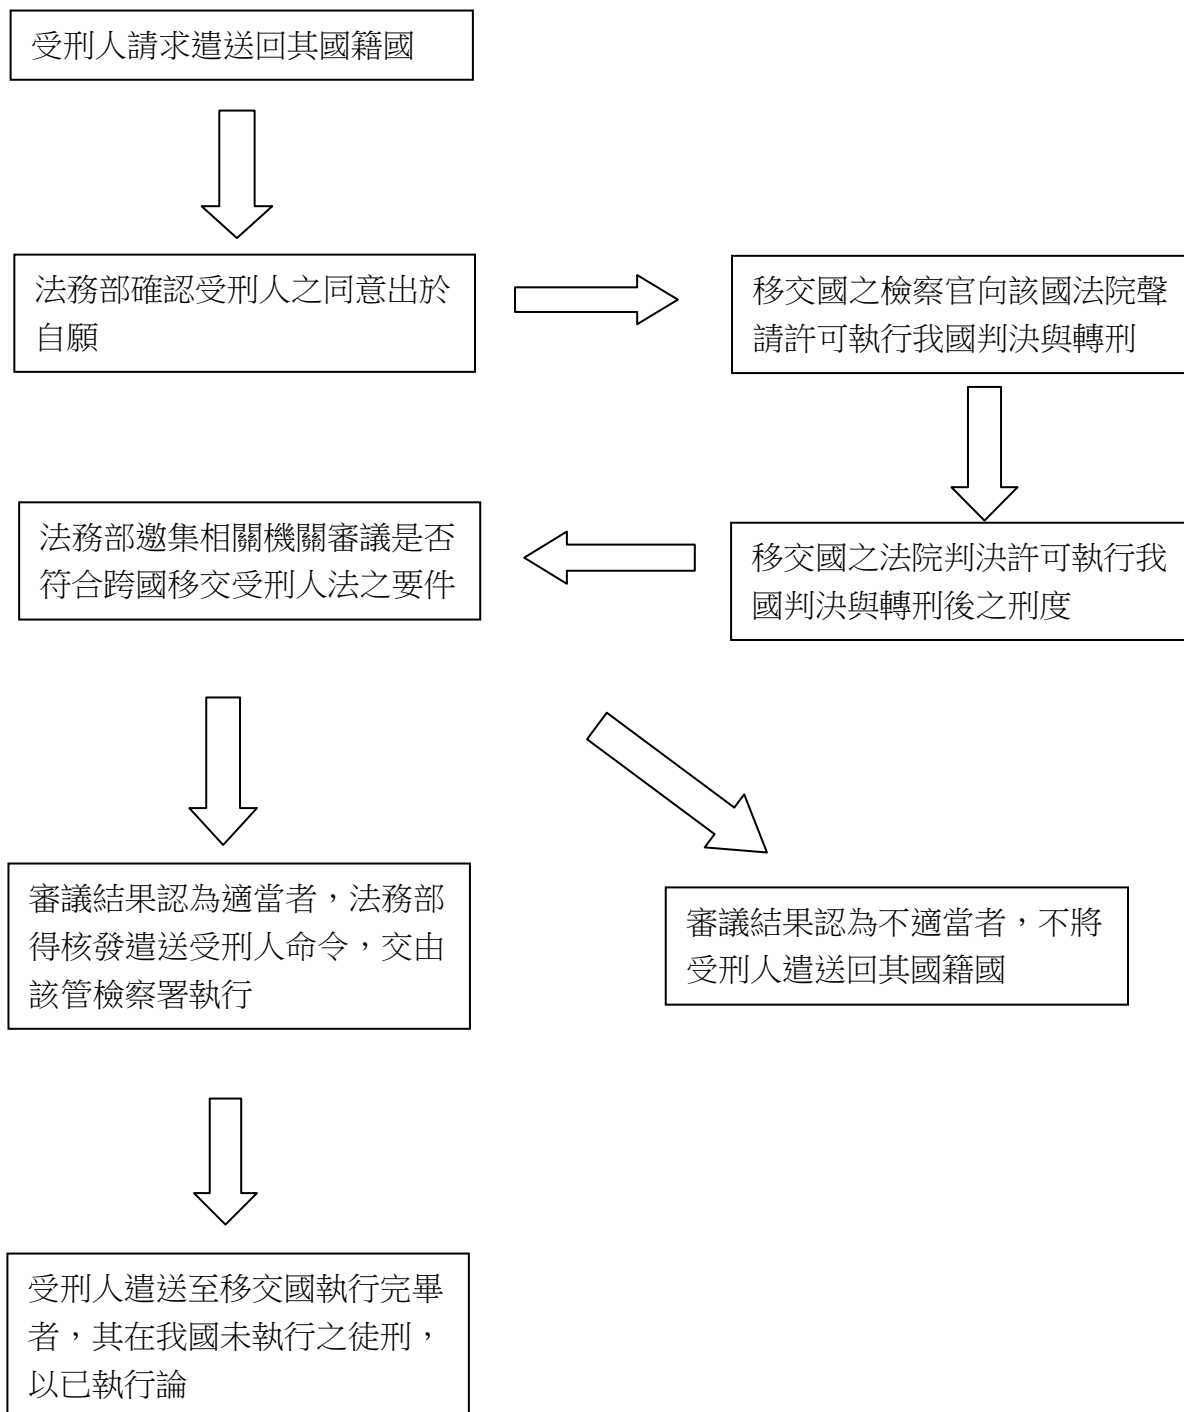 受刑人請求遣送回其國籍國
法務部確認受刑人之同意出於
自願
移交國之檢察官向該國法院聲
請許可執行我國判決與轉刑
移交國之法院判決許可執行我
國判決與轉刑後之刑度
法務部邀集相關機關審議是否
符合跨國移交受刑人法之要件
審議結果認為適當者，法務部
得核發遣送受刑人命令，交由
該管檢察署執行
審議結果認為不適當者，不將
受刑人遣送回其國籍國
受刑人遣送至移交國執行完畢
者，其在我國未執行之徒刑，
以已執行論